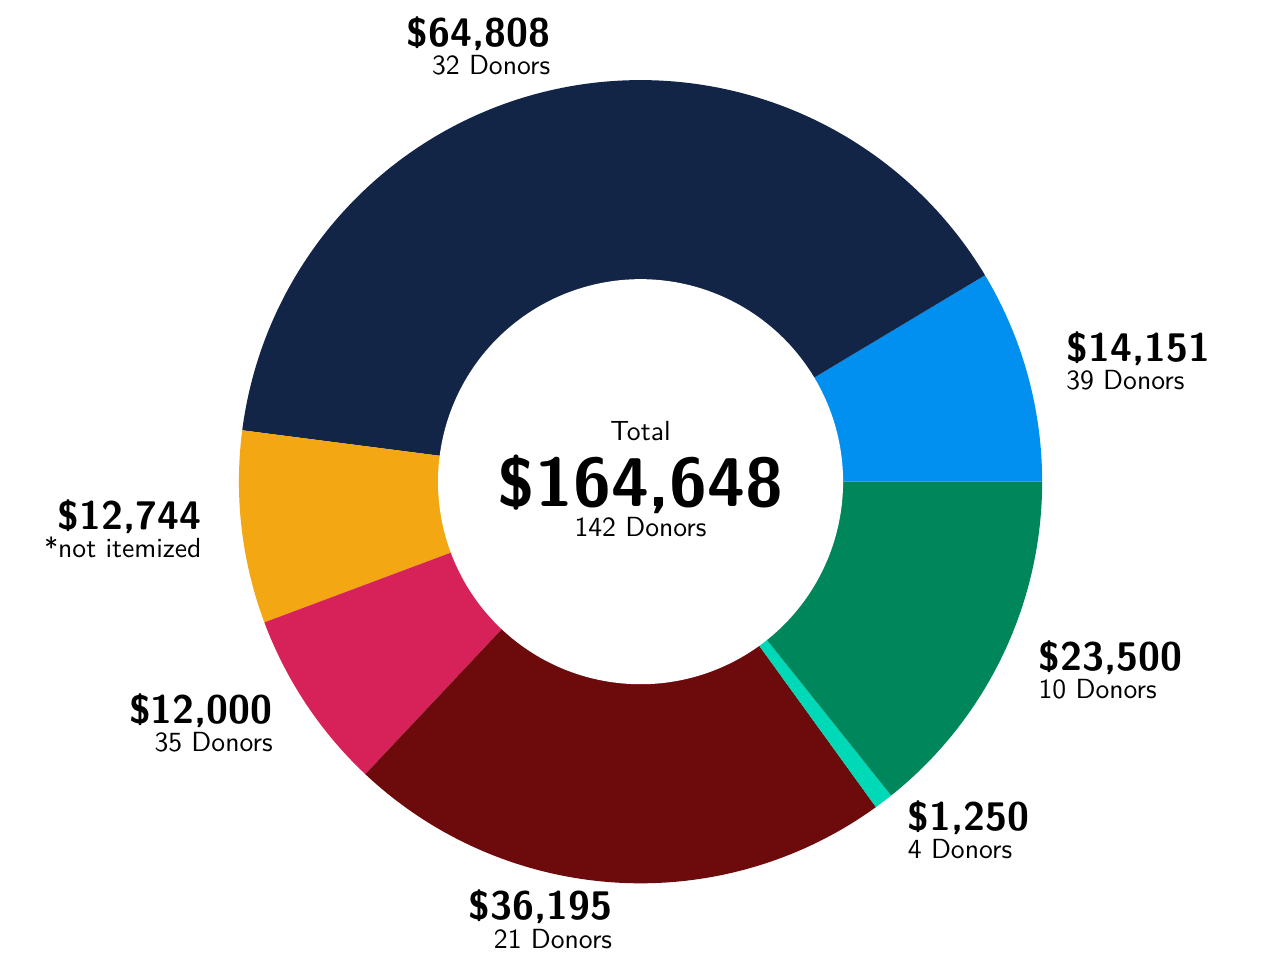 $64,808
32 Donors
$14,151
39 Donors
Total
$164,648
142 Donors
$12,744
*not itemized
$23,500
10 Donors
$12,000
35 Donors
$1,250
4 Donors
$36,195
21 Donors